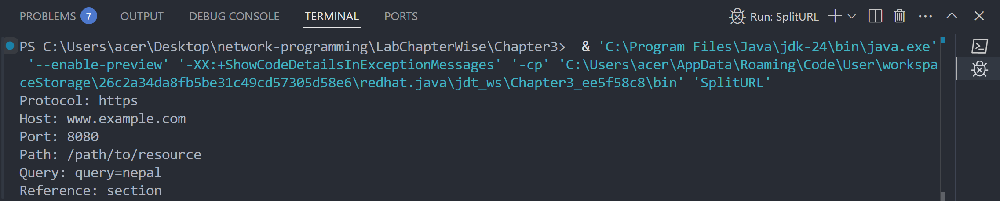 PROBLEMS 7 OUTPUT DEBUG CONSOLE TERMINAL PORTS Run: SplitURL
PS C:\Users\acer\Desktop\network-programming\LabChapterWise\Chapter3>  & 'C:\Program Files\Java\jdk-24\bin\java.exe'
 '--enable-preview' '-XX:+ShowCodeDetailsInExceptionMessages' '-cp' 'C:\Users\acer\AppData\Roaming\Code\User\workspa
ceStorage\26c2a34da8fb5be31c49cd57305d58e6\redhat.java\jdt_ws\Chapter3_ee5f58c8\bin' 'SplitURL'
Protocol: https
Host: www.example.com
Port: 8080
Path: /path/to/resource
Query: query=nepal
Reference: section